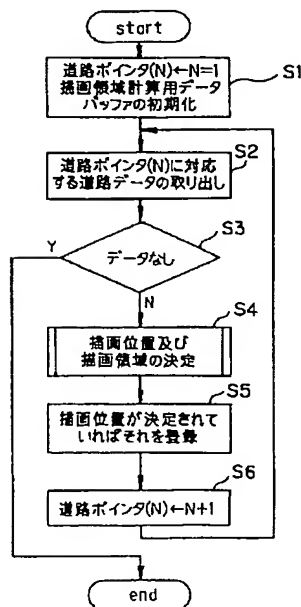 start
道路ポインタ(N)←N=1
描画領域計算用データ
バッファの初期化
S1
S2
道路ポインタ(N)に対応
する道路データの取り出し
S3
Y
データなし
N
S4
描画位置及び
描画領域の決定
S5
描画位置が決定されて
いればそれを登録
S6
道路ポインタ(N)←N+1
end